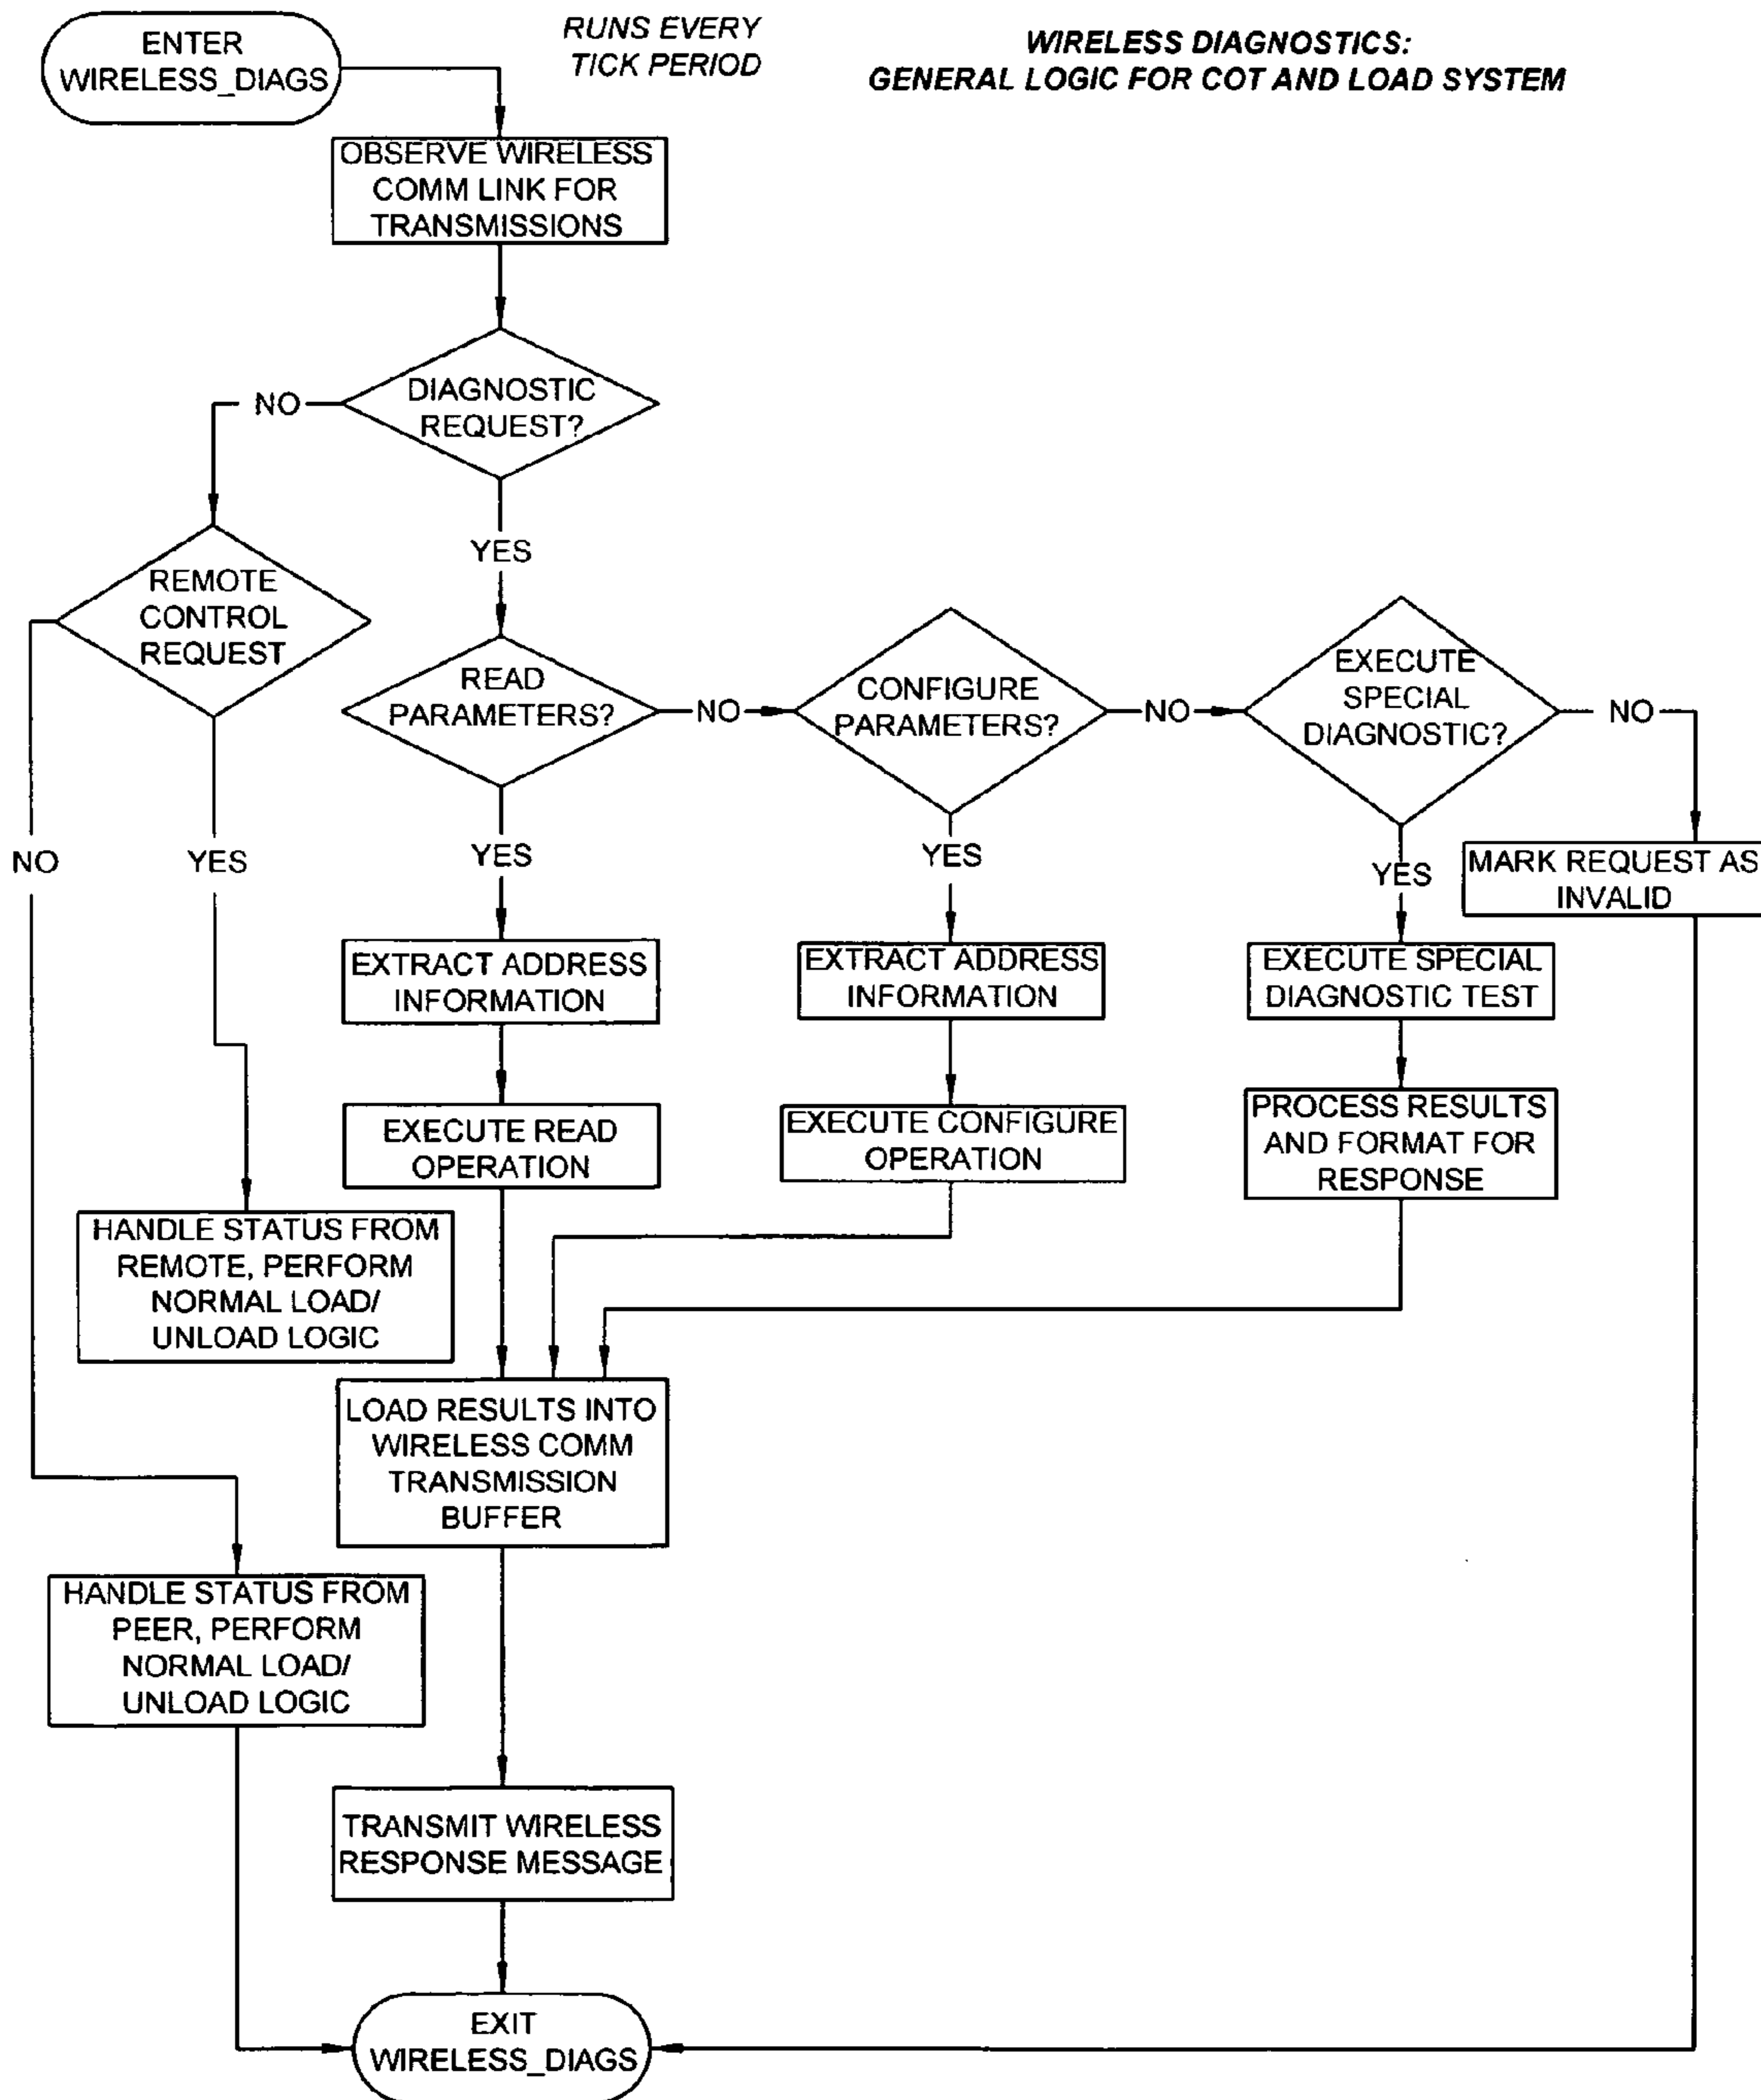 ENTER
WIRELESS_DIAGS
RUNS EVERY
TICK PERIOD
WIRELESS DIAGNOSTICS:
GENERAL LOGIC FOR COT AND LOAD SYSTEM
OBSERVE WIRELESS
COMM LINK FOR
TRANSMISSIONS
DIAGNOSTIC
REQUEST?
NO
YES
REMOTE
CONTROL
REQUEST
READ
PARAMETERS?
NO
CONFIGURE
PARAMETERS?
NO
EXECUTE
SPECIAL
DIAGNOSTIC?
NO
NO
YES
YES
YES
YES
MARK REQUEST AS
INVALID
EXTRACT ADDRESS
INFORMATION
EXTRACT ADDRESS
INFORMATION
EXECUTE SPECIAL
DIAGNOSTIC TEST
EXECUTE READ
OPERATION
EXECUTE CONFIGURE
OPERATION
PROCESS RESULTS
AND FORMAT FOR
RESPONSE
HANDLE STATUS FROM
REMOTE, PERFORM
NORMAL LOAD/
UNLOAD LOGIC
LOAD RESULTS INTO
WIRELESS COMM
TRANSMISSION
BUFFER
HANDLE STATUS FROM
PEER, PERFORM
NORMAL LOAD/
UNLOAD LOGIC
TRANSMIT WIRELESS
RESPONSE MESSAGE
EXIT
WIRELESS_DIAGS